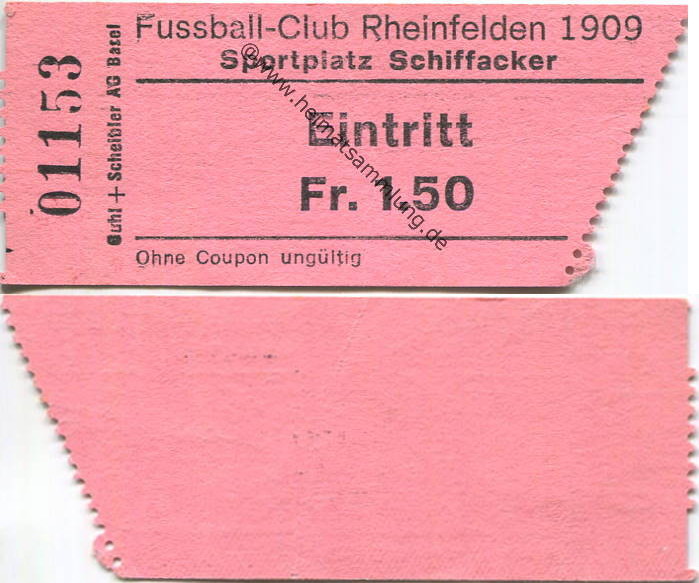 Fussball-Club Rheinfelden 1909
Sportplatz Schiffacker
Eintritt
Fr. 1.50
Ohne Coupon ungültig
01153
Guhl + Scheibler AG Basel
@www.heimatsammlung.de